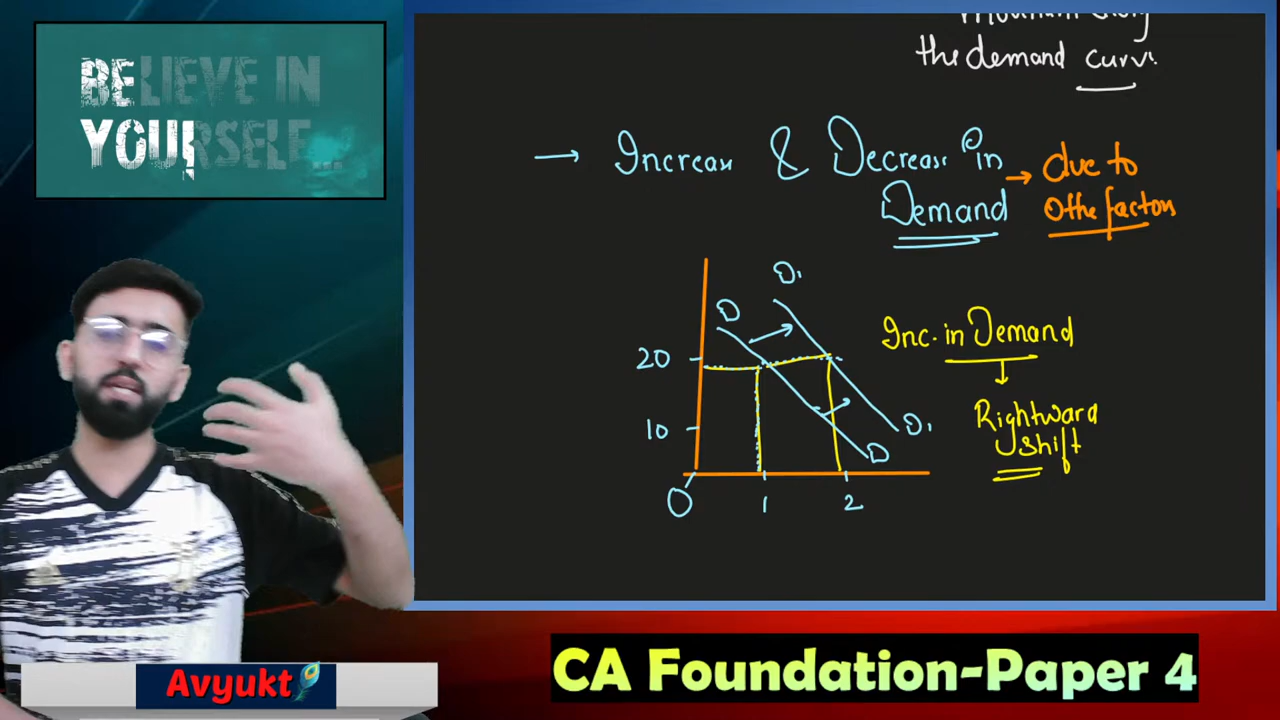 BELIEVE IN
YOURSELF...
the demand curve
→ Increase & Decrease in
Demand
→ due to
Othe factors
D₁
D
20
10
O
1
2
D
D₁
Inc. in Demand
Rightward
shift
Avyukt
CA Foundation-Paper 4